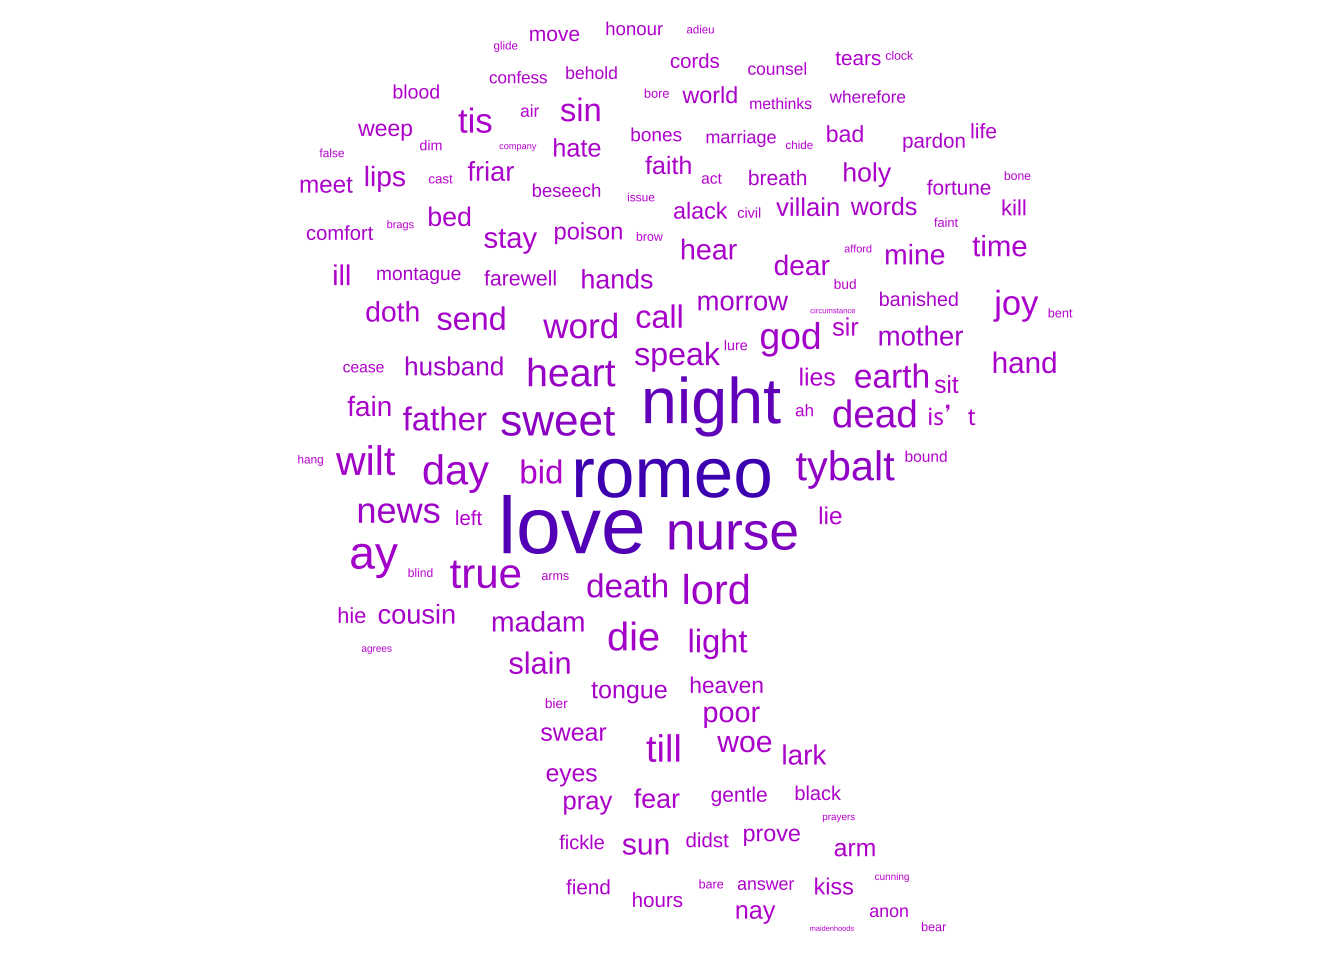 move honour adieu
glide
cords counsel tears clock
confess behold
blood bore world methinks wherefore
tis air sin
weep dim company hate bones marriage chide bad pardon life
false
meet lips cast friar faith act breath holy fortune bone
beseech issue alack civil villain words kill
comfort brags bed stay poison brow hear faint
dear afford mine time
ill montague farewell hands bud
doth send word call morrow circumstance sir banished joy bent
god mother
cease husband heart speak lure lies earth sit hand
fain father sweet night ah dead is’ t
hang wilt day bid romeo tybalt bound
news left love nurse lie
ay blind true arms death lord
hie cousin madam die light
agrees
slain
tongue heaven
bier poor
swear till woe lark
eyes
pray fear gentle black
prayers
fickle sun didst prove arm
fiend hours bare answer kiss cunning
nay anon
maidenhoods bear